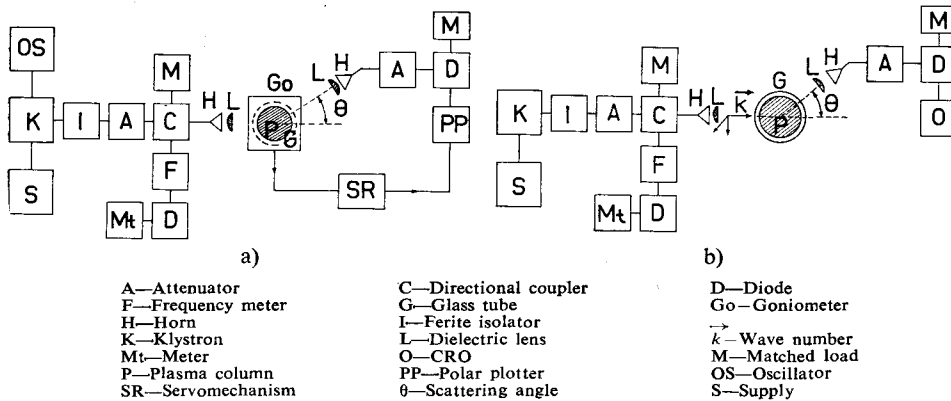 OS
K
S
I
A
M
C
F
D
Mt
H L
Go
P
G
θ
L
H
A
M
D
PP
SR
a)
K
S
I
A
M
C
F
D
Mt
H L k
G
P
θ
L
H
A
M
D
O
b)
A—Attenuator
F—Frequency meter
H—Horn
K—Klystron
Mt—Meter
P—Plasma column
SR—Servomechanism
C—Directional coupler
G—Glass tube
I—Ferite isolator
L—Dielectric lens
O—CRO
PP—Polar plotter
θ—Scattering angle
D—Diode
Go—Goniometer
k⃗—Wave number
M—Matched load
OS—Oscillator
S—Supply